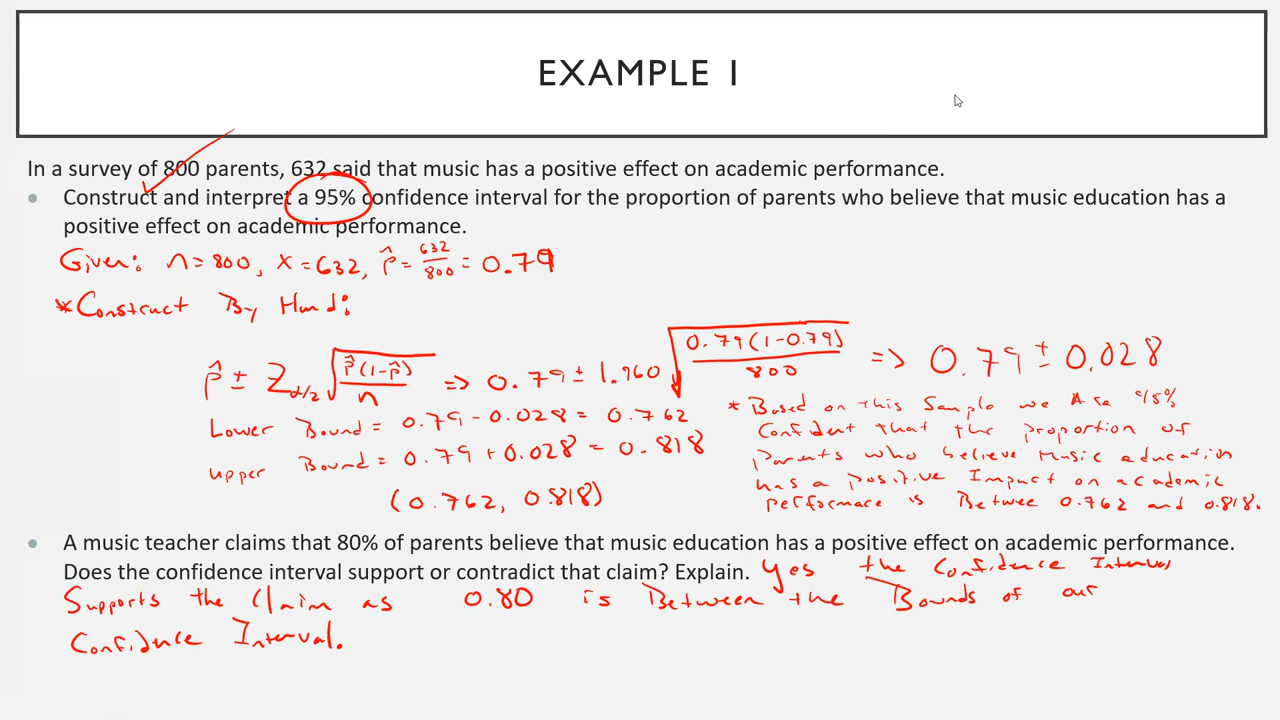 EXAMPLE 1
In a survey of 800 parents, 632 said that music has a positive effect on academic performance.
• Construct and interpret a 95% confidence interval for the proportion of parents who believe that music education has a
positive effect on academic performance.
Given: n = 800, x = 632, p̂ = 632/800 = 0.79
*Construct By Hand:
p̂ ± Z_α/2 √(p̂(1-p̂)/n) => 0.79 ± 1.960 √(0.79(1-0.79)/800) => 0.79 ± 0.028
Lower Bound = 0.79 - 0.028 = 0.762
upper Bound = 0.79 + 0.028 = 0.818
(0.762, 0.818)
* Based on this Sample we Are 95%
Confident that the proportion of
parents who believe Music education
has a positive Impact on academic
performace is Betwee 0.762 and 0.818.
• A music teacher claims that 80% of parents believe that music education has a positive effect on academic performance.
Does the confidence interval support or contradict that claim? Explain. Yes the Confidence Interval
Supports the Claim as 0.80 is Between the Bounds of our
Confidence Interval.